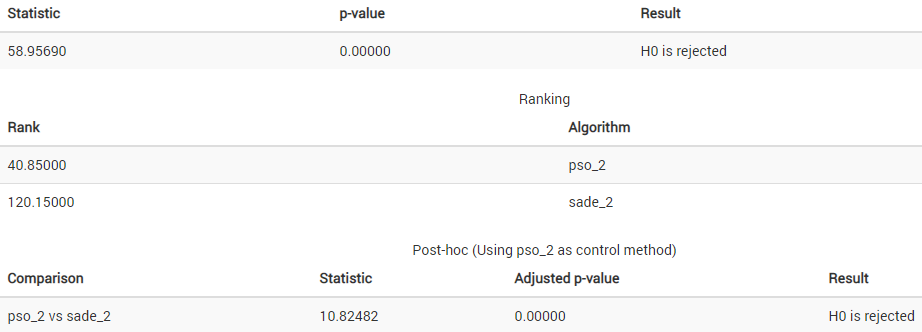 Statistic p-value Result
58.95690 0.00000 H0 is rejected
Ranking
Rank Algorithm
40.85000 pso_2
120.15000 sade_2
Post-hoc (Using pso_2 as control method)
Comparison Statistic Adjusted p-value Result
pso_2 vs sade_2 10.82482 0.00000 H0 is rejected